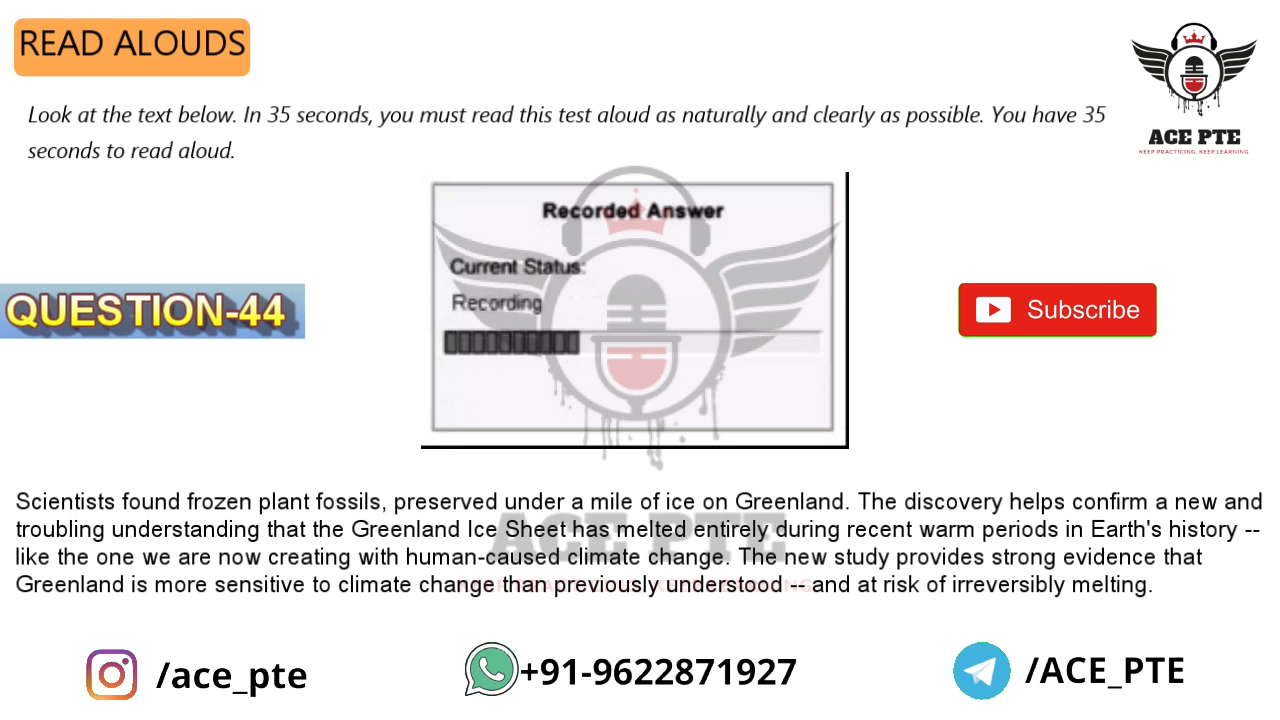 READ ALOUDS
Look at the text below. In 35 seconds, you must read this test aloud as naturally and clearly as possible. You have 35
seconds to read aloud.
ACE PTE
KEEP PRACTICING, KEEP LEARNING
Recorded Answer
Current Status:
Recording
QUESTION-44
Subscribe
Scientists found frozen plant fossils, preserved under a mile of ice on Greenland. The discovery helps confirm a new and
troubling understanding that the Greenland Ice Sheet has melted entirely during recent warm periods in Earth's history --
like the one we are now creating with human-caused climate change. The new study provides strong evidence that
Greenland is more sensitive to climate change than previously understood -- and at risk of irreversibly melting.
ACE PTE
KEEP PRACTICING, KEEP LEARNING
/ace_pte
+91-9622871927
/ACE_PTE